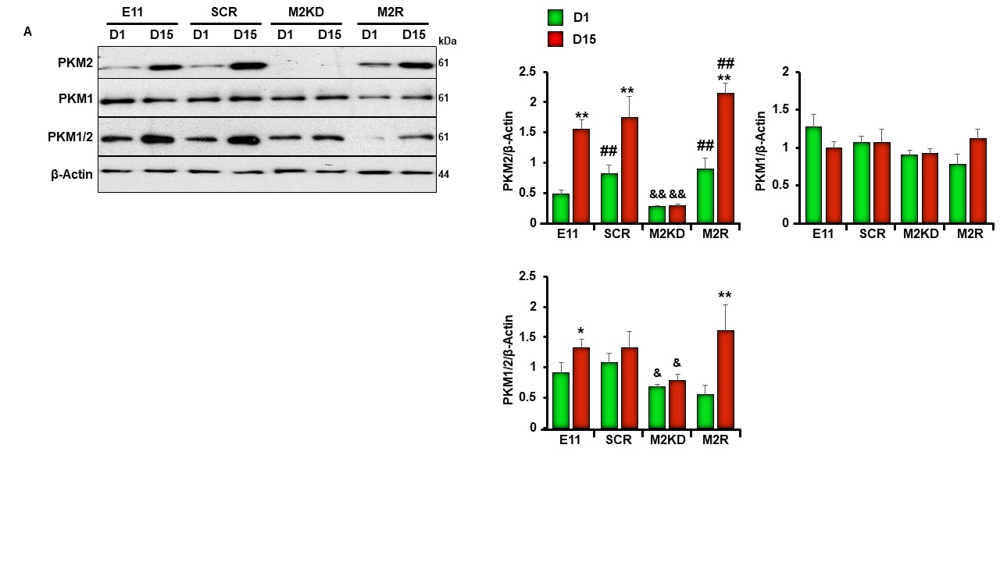 A
E11 SCR M2KD M2R
D1 D15 D1 D15 D1 D15 D1 D15
kDa
PKM2 61
PKM1 61
PKM1/2 61
β-Actin 44
D1
D15
PKM2/β-Actin
2.5
2
1.5
1
0.5
0
**
##
**
&& &&
##
##
**
E11 SCR M2KD M2R
PKM1/β-Actin
2
1.5
1
0.5
0
E11 SCR M2KD M2R
PKM1/2/β-Actin
2.5
2
1.5
1
0.5
0
*
&
&
**
E11 SCR M2KD M2R